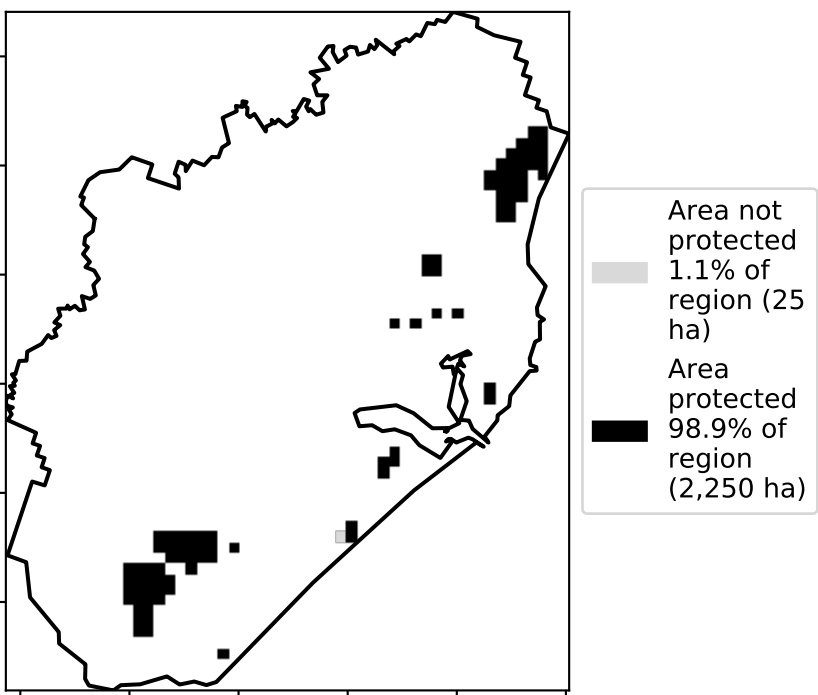 Area not
protected
1.1% of
region (25
ha)
Area
protected
98.9% of
region
(2,250 ha)